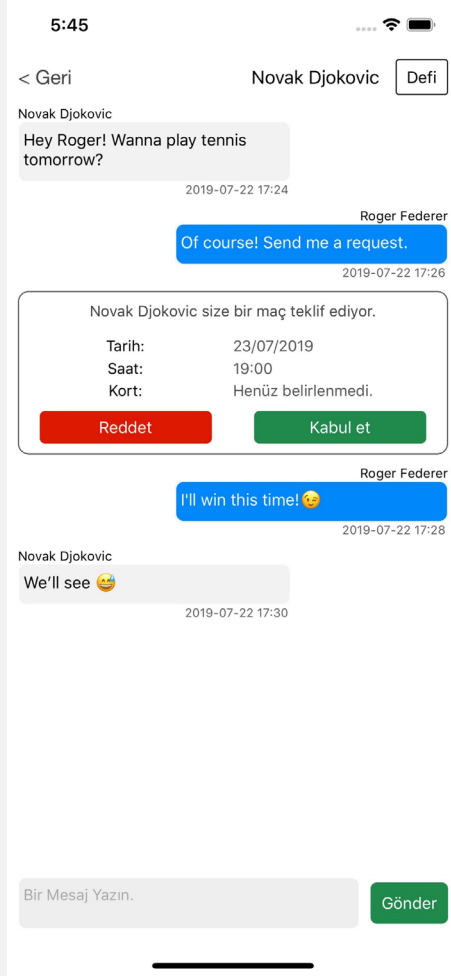 5:45
< Geri
Novak Djokovic
Defi
Novak Djokovic
Hey Roger! Wanna play tennis
tomorrow?
2019-07-22 17:24
Roger Federer
Of course! Send me a request.
2019-07-22 17:26
Novak Djokovic size bir maç teklif ediyor.
Tarih: 23/07/2019
Saat: 19:00
Kort: Henüz belirlenmedi.
Reddet
Kabul et
Roger Federer
I'll win this time!😉
2019-07-22 17:28
Novak Djokovic
We’ll see 😅
2019-07-22 17:30
Bir Mesaj Yazın.
Gönder